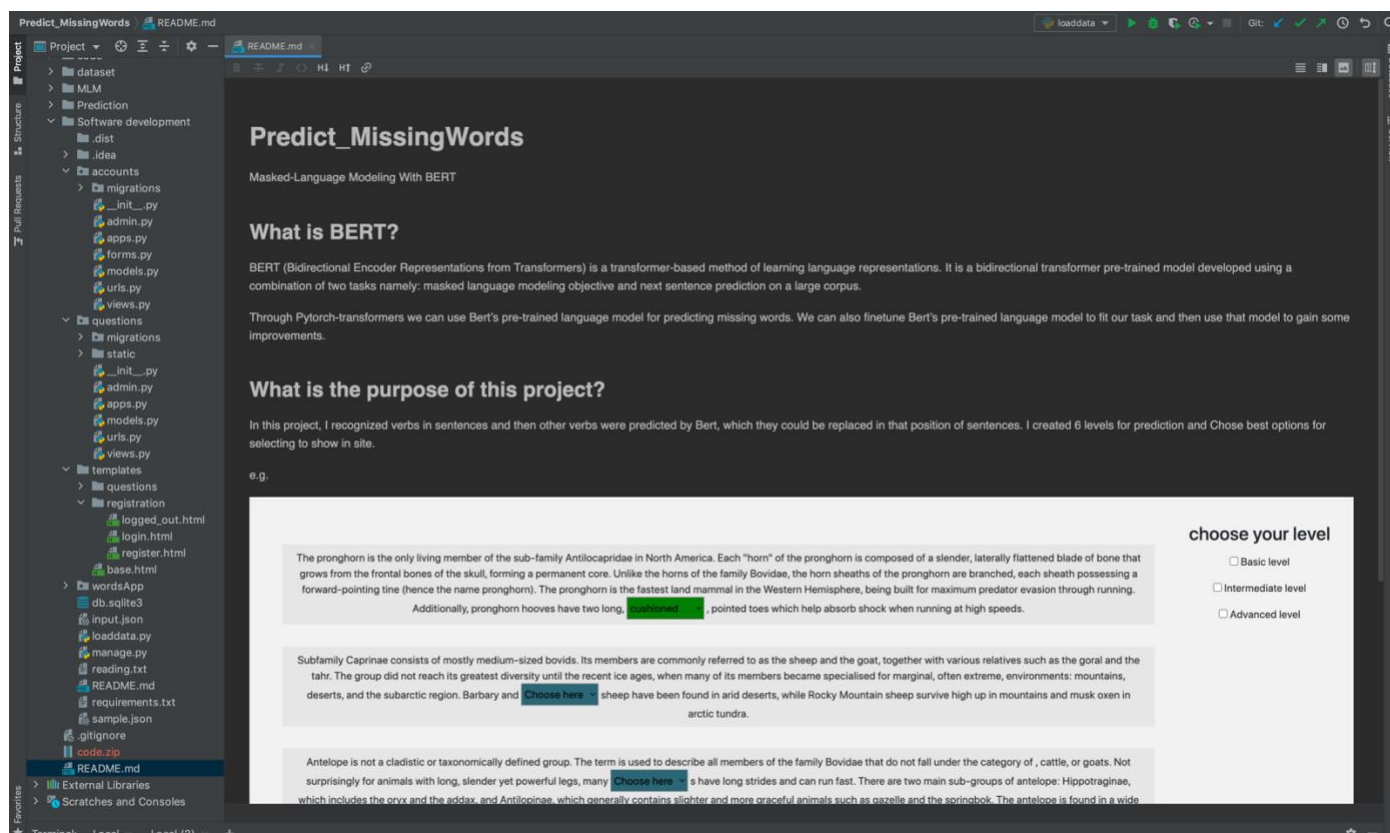 Predict_MissingWords
README.md
loaddata
Git:
Project
README.md
B
H↓ H↑
Project
Structure
Pull Requests
Favorites
dataset
MLM
Prediction
Software development
.dist
.idea
accounts
migrations
__init__.py
admin.py
apps.py
forms.py
models.py
urls.py
views.py
questions
migrations
static
__init__.py
admin.py
apps.py
models.py
urls.py
views.py
templates
questions
registration
logged_out.html
login.html
register.html
base.html
wordsApp
db.sqlite3
input.json
loaddata.py
manage.py
reading.txt
README.md
requirements.txt
sample.json
.gitignore
code.zip
README.md
External Libraries
Scratches and Consoles
Predict_MissingWords
Masked-Language Modeling With BERT
What is BERT?
BERT (Bidirectional Encoder Representations from Transformers) is a transformer-based method of learning language representations. It is a bidirectional transformer pre-trained model developed using a
combination of two tasks namely: masked language modeling objective and next sentence prediction on a large corpus.
Through Pytorch-transformers we can use Bert's pre-trained language model for predicting missing words. We can also finetune Bert's pre-trained language model to fit our task and then use that model to gain some
improvements.
What is the purpose of this project?
In this project, I recognized verbs in sentences and then other verbs were predicted by Bert, which they could be replaced in that position of sentences. I created 6 levels for prediction and Chose best options for
selecting to show in site.
e.g.
The pronghorn is the only living member of the sub-family Antilocapridae in North America. Each "horn" of the pronghorn is composed of a slender, laterally flattened blade of bone that
grows from the frontal bones of the skull, forming a permanent core. Unlike the horns of the family Bovidae, the horn sheaths of the pronghorn are branched, each sheath possessing a
forward-pointing tine (hence the name pronghorn). The pronghorn is the fastest land mammal in the Western Hemisphere, being built for maximum predator evasion through running.
Additionally, pronghorn hooves have two long, cushioned , pointed toes which help absorb shock when running at high speeds.
Subfamily Caprinae consists of mostly medium-sized bovids. Its members are commonly referred to as the sheep and the goat, together with various relatives such as the goral and the
tahr. The group did not reach its greatest diversity until the recent ice ages, when many of its members became specialised for marginal, often extreme, environments: mountains,
deserts, and the subarctic region. Barbary and Choose here sheep have been found in arid deserts, while Rocky Mountain sheep survive high up in mountains and musk oxen in
arctic tundra.
Antelope is not a cladistic or taxonomically defined group. The term is used to describe all members of the family Bovidae that do not fall under the category of , cattle, or goats. Not
surprisingly for animals with long, slender yet powerful legs, many Choose here s have long strides and can run fast. There are two main sub-groups of antelope: Hippotraginae,
which includes the oryx and the addax, and Antilopinae, which generally contains slighter and more graceful animals such as gazelle and the springbok. The antelope is found in a wide
choose your level
Basic level
Intermediate level
Advanced level